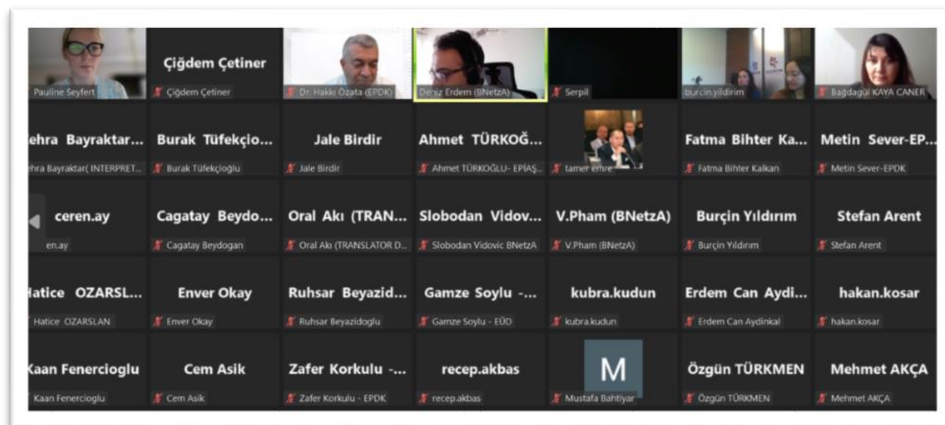 Pauline Seyfert
Çiğdem Çetiner
Çiğdem Çetiner
Dr. Hakkı Özata (EPDK)
Deniz Erdem (BNetzA)
Serpil
burcin.yildirim
Bağdagül KAYA CANER
ehra Bayraktar...
Burak Tüfekçio...
Jale Birdir
Ahmet TÜRKOĞ...
Fatma Bihter Ka...
Metin Sever-EP...
ehra Bayraktar( INTERPRET...
Burak Tüfekçioğlu
Jale Birdir
Ahmet TÜRKOĞLU- EPİAŞ...
tamer emre
Fatma Bihter Kalkan
Metin Sever-EPDK
ceren.ay
Cagatay Beydo...
Oral Akı (TRAN...
Slobodan Vidov...
V.Pham (BNetzA)
Burçin Yıldırım
Stefan Arent
en.ay
Cagatay Beydogan
Oral Akı (TRANSLATOR D...
Slobodan Vidovic BNetzA
V.Pham (BNetzA)
Burçin Yıldırım
Stefan Arent
Hatice OZARSL...
Enver Okay
Ruhsar Beyazid...
Gamze Soylu -...
kubra.kudun
Erdem Can Aydi...
hakan.kosar
Hatice OZARSLAN
Enver Okay
Ruhsar Beyazidoglu
Gamze Soylu - EÜD
kubra.kudun
Erdem Can Aydinkal
hakan.kosar
Kaan Fenercioglu
Cem Asik
Zafer Korkulu -...
recep.akbas
M
Özgün TÜRKMEN
Mehmet AKÇA
Kaan Fenercioglu
Cem Asik
Zafer Korkulu - EPDK
recep.akbas
Mustafa Bahtiyar
Özgün TÜRKMEN
Mehmet AKÇA